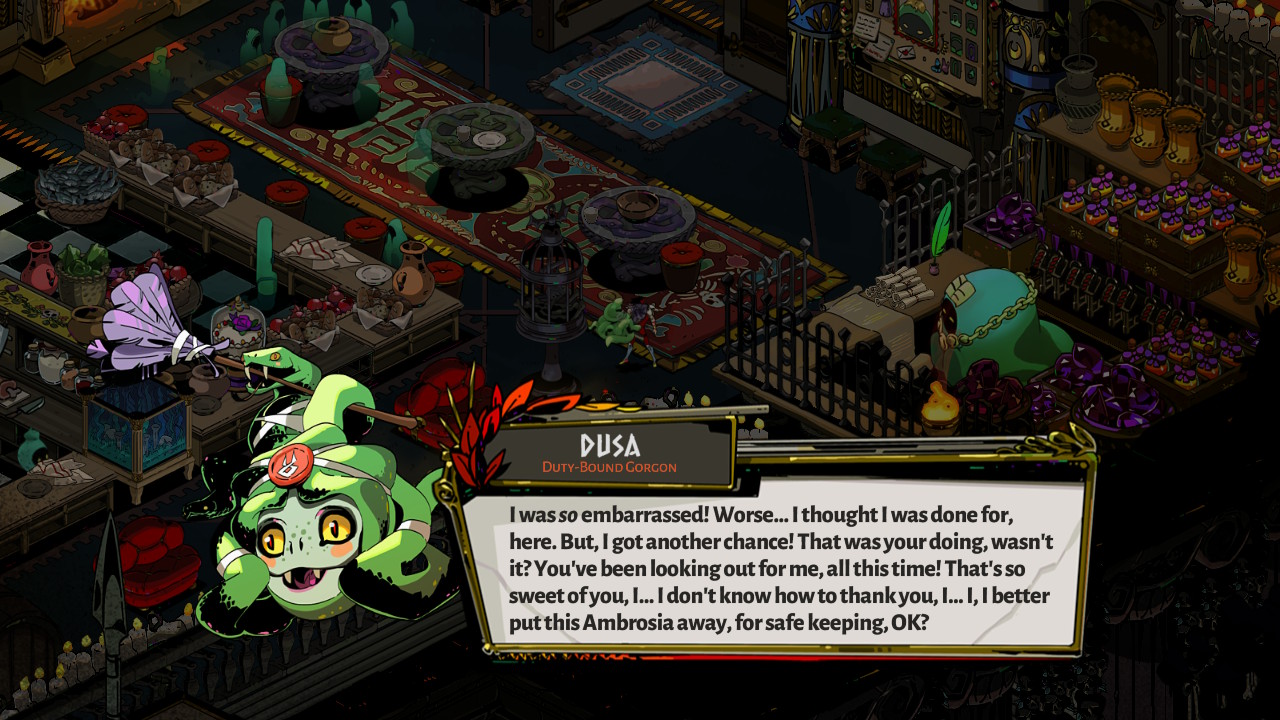 DUSA
Duty-Bound Gorgon
I was so embarrassed! Worse... I thought I was done for,
here. But, I got another chance! That was your doing, wasn't
it? You've been looking out for me, all this time! That's so
sweet of you, I... I don't know how to thank you, I... I, I better
put this Ambrosia away, for safe keeping, OK?